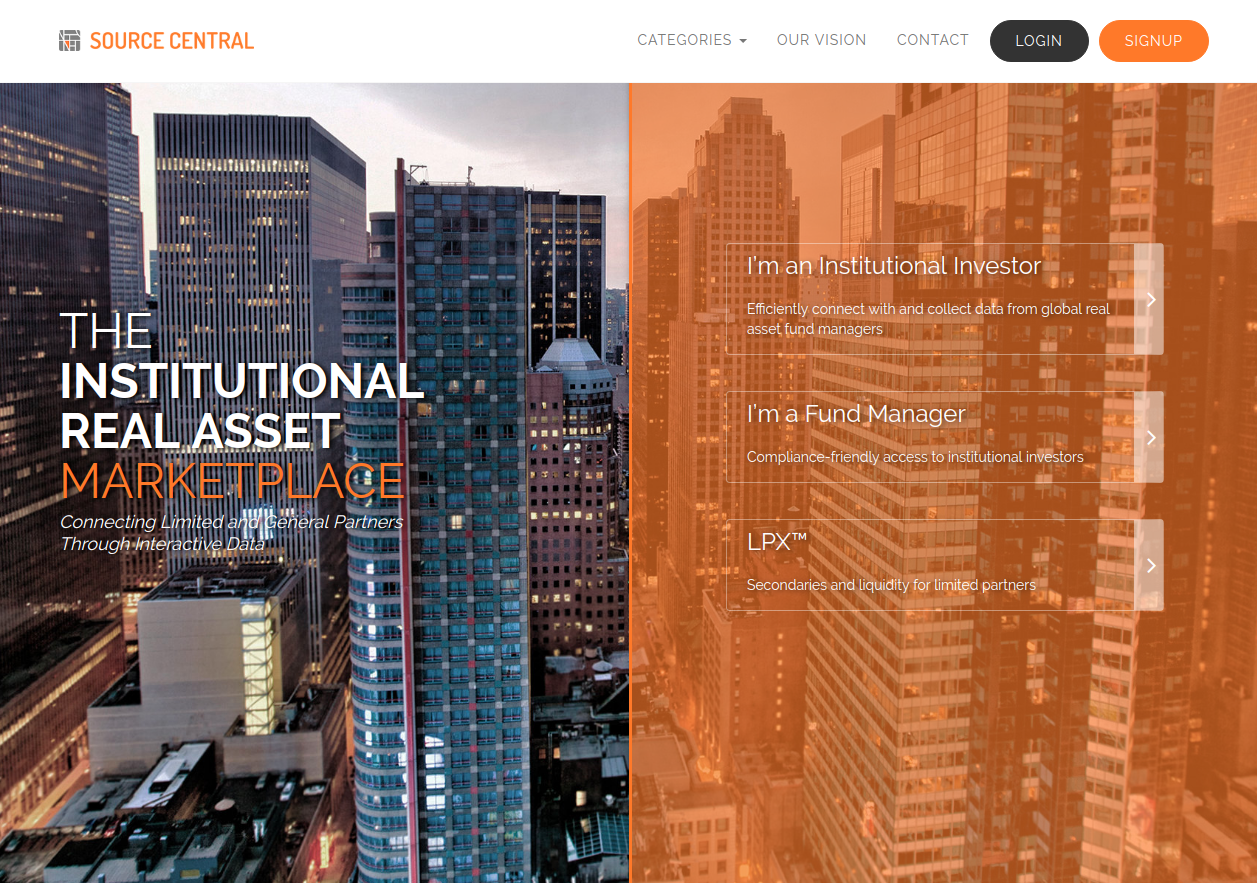 SOURCE CENTRAL
CATEGORIES
OUR VISION
CONTACT
LOGIN
SIGNUP
THE
INSTITUTIONAL
REAL ASSET
MARKETPLACE
Connecting Limited and General Partners
Through Interactive Data
I'm an Institutional Investor
Efficiently connect with and collect data from global real
asset fund managers
I'm a Fund Manager
Compliance-friendly access to institutional investors
LPX™
Secondaries and liquidity for limited partners